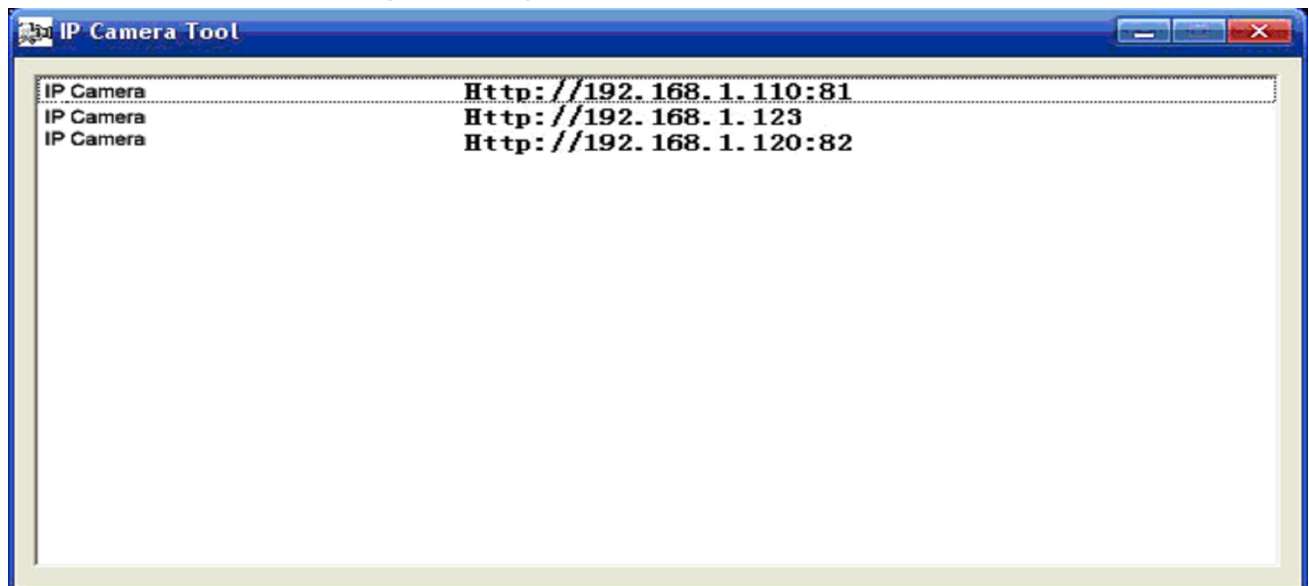 IP Camera Tool
IP Camera Http://192.168.1.110:81
IP Camera Http://192.168.1.123
IP Camera Http://192.168.1.120:82